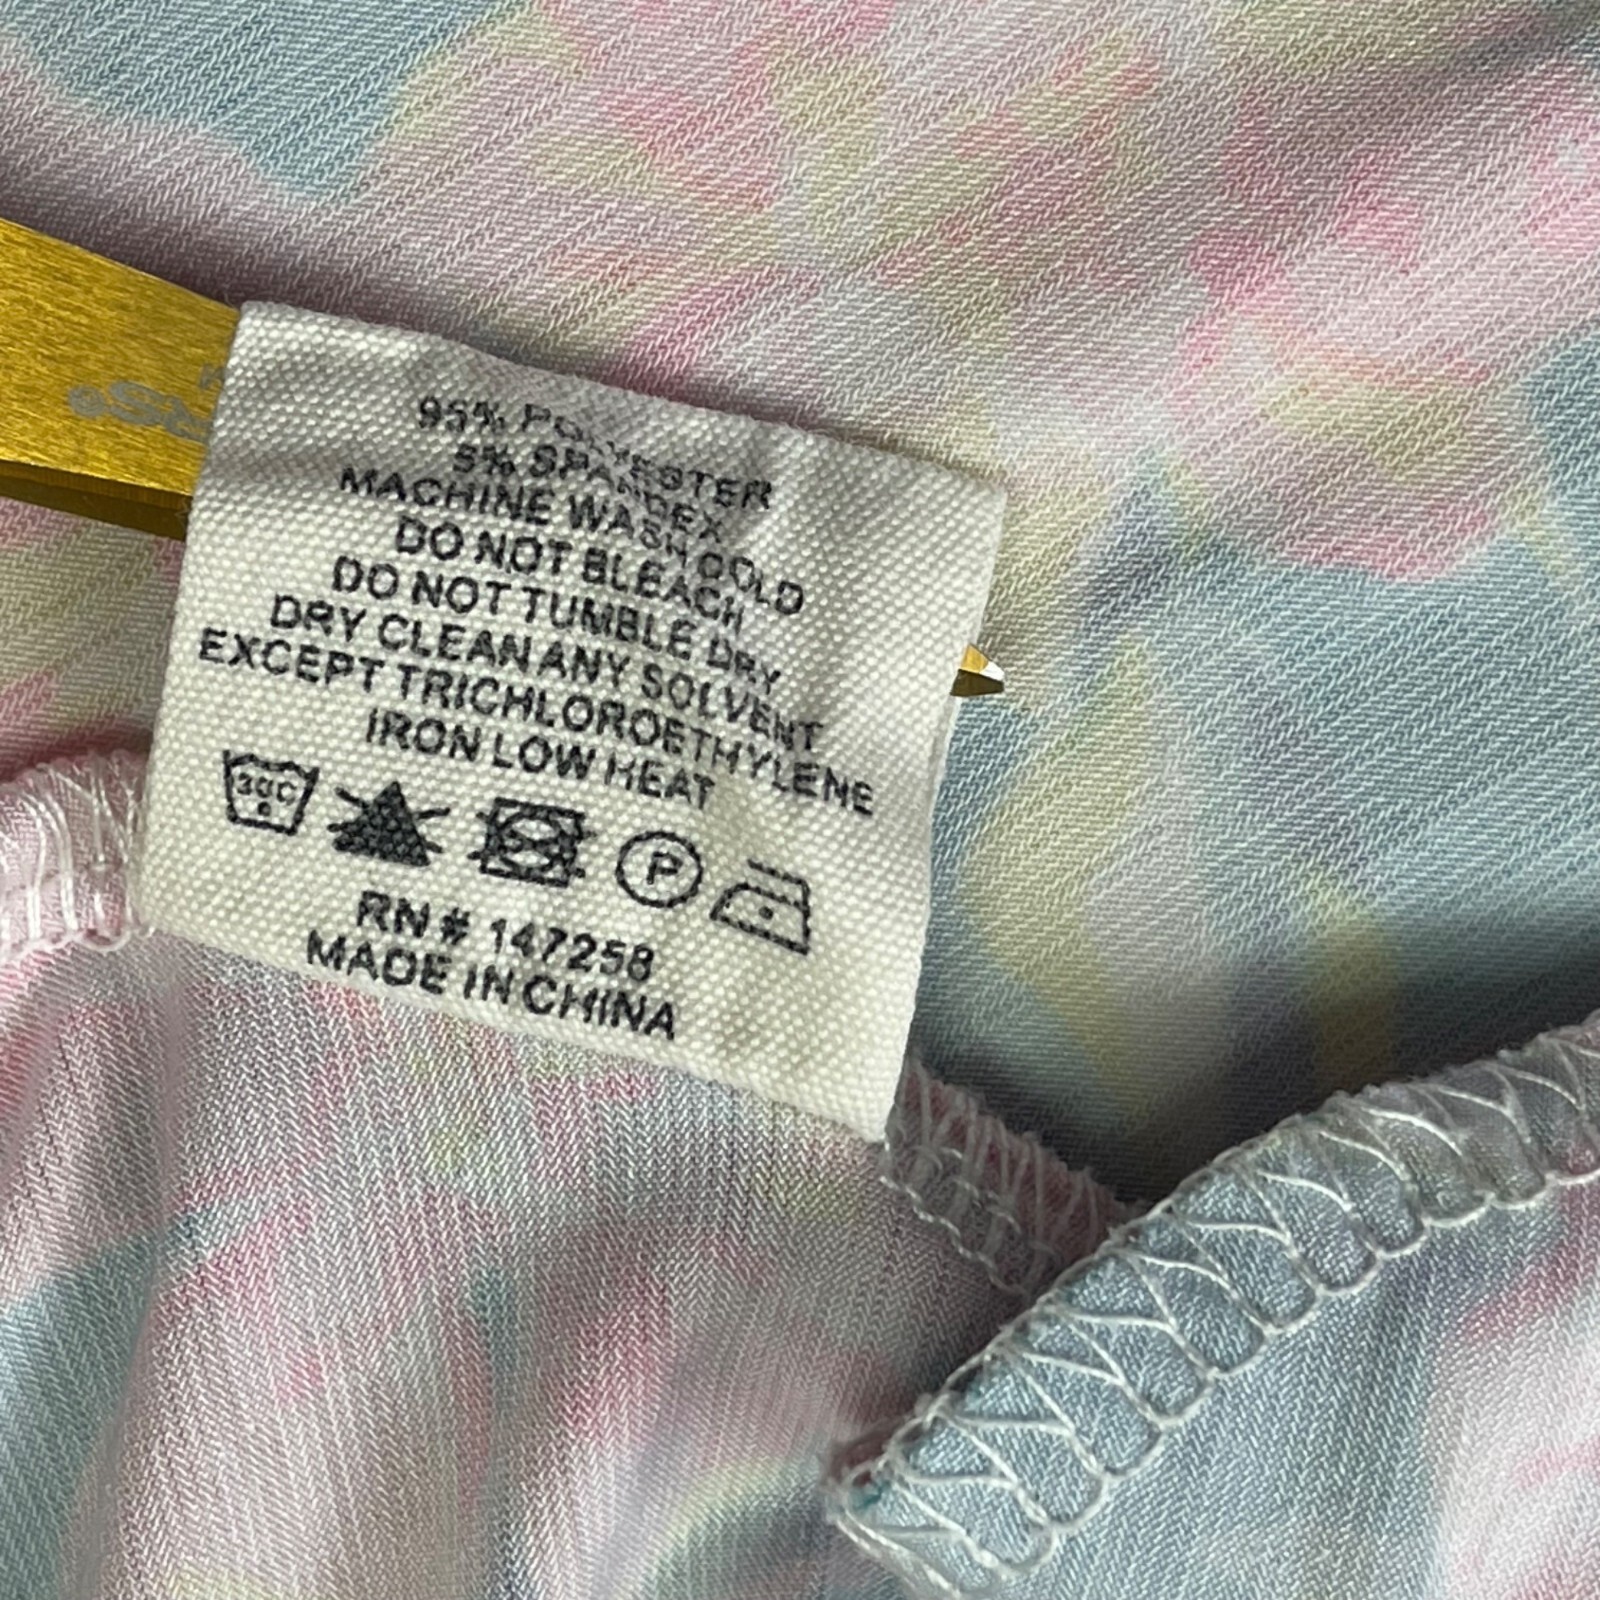 95% POLYESTER
5% SPANDEX
MACHINE WASH COLD
DO NOT BLEACH
DO NOT TUMBLE DRY
DRY CLEAN ANY SOLVENT
EXCEPT TRICHLOROETHYLENE
IRON LOW HEAT
30C
P
RN# 147258
MADE IN CHINA